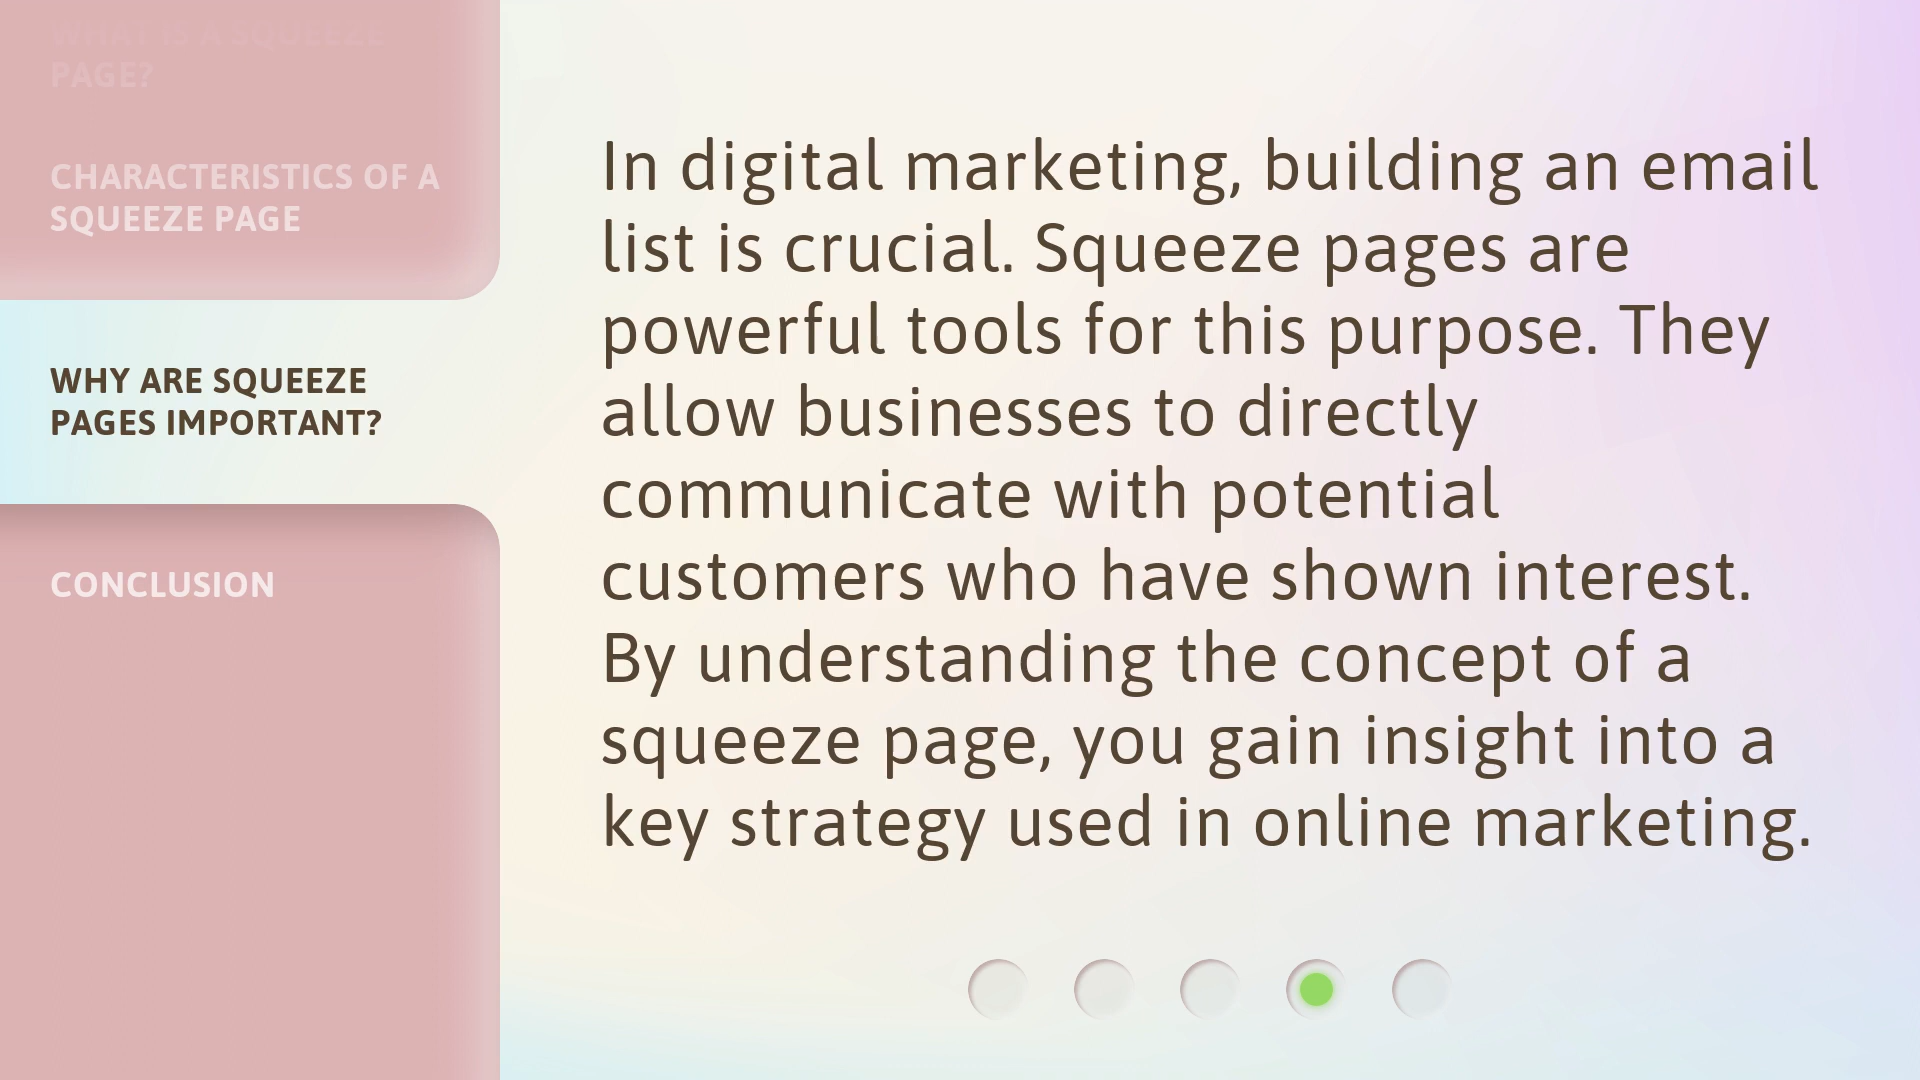 WHAT IS A SQUEEZE
PAGE?
CHARACTERISTICS OF A
SQUEEZE PAGE
WHY ARE SQUEEZE
PAGES IMPORTANT?
CONCLUSION
In digital marketing, building an email
list is crucial. Squeeze pages are
powerful tools for this purpose. They
allow businesses to directly
communicate with potential
customers who have shown interest.
By understanding the concept of a
squeeze page, you gain insight into a
key strategy used in online marketing.